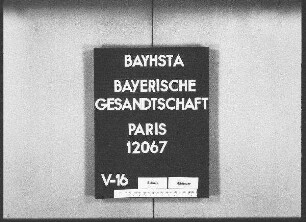 BAYHSTA
BAYERISCHE
GESANDTSCHAFT
PARIS
12067
V-16